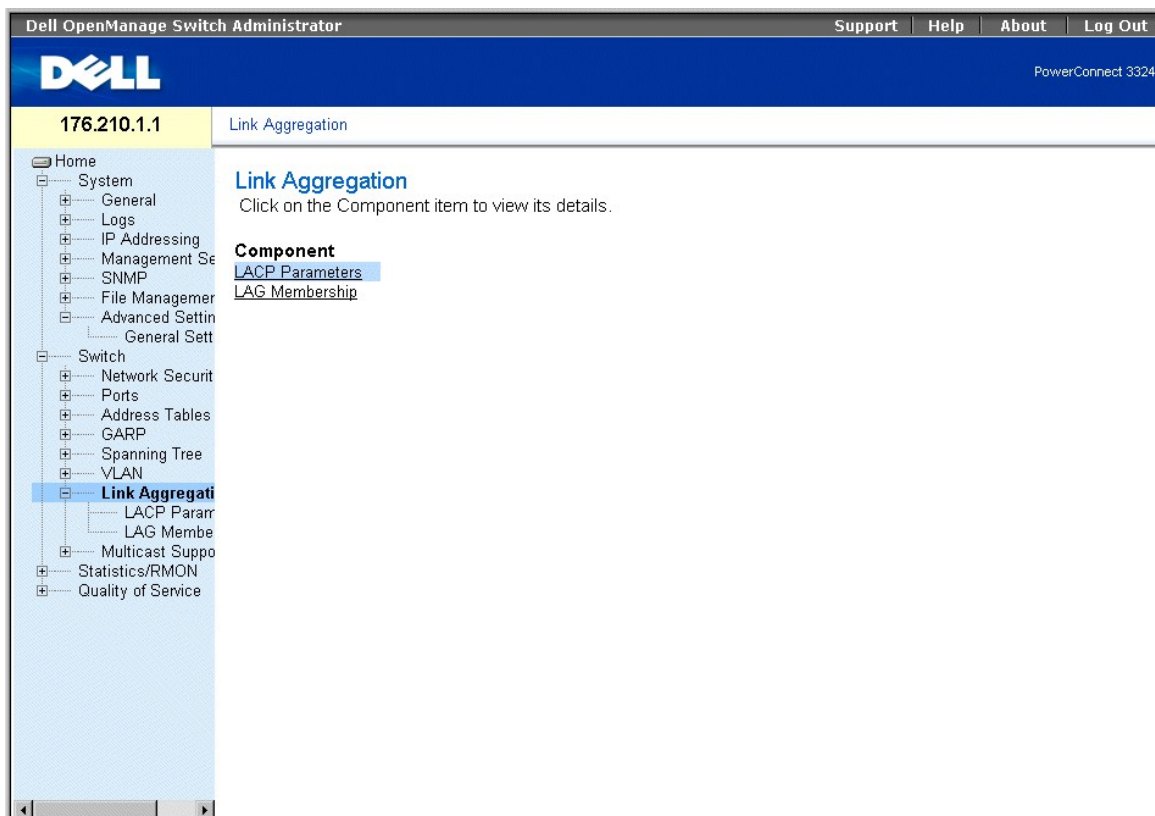 Dell OpenManage Switch Administrator
Support | Help | About | Log Out
DELL
PowerConnect 3324
176.210.1.1
Link Aggregation
Home
System
General
Logs
IP Addressing
Management Se
SNMP
File Managemen
Advanced Settin
General Sett
Switch
Network Securit
Ports
Address Tables
GARP
Spanning Tree
VLAN
Link Aggregati
LACP Param
LAG Membe
Multicast Suppo
Statistics/RMON
Quality of Service
Link Aggregation
Click on the Component item to view its details.
Component
LACP Parameters
LAG Membership